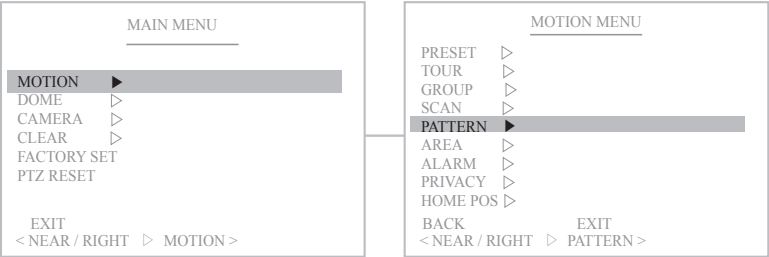 MAIN MENU
MOTION ▶
DOME ▷
CAMERA ▷
CLEAR ▷
FACTORY SET
PTZ RESET
EXIT
< NEAR / RIGHT ▷ MOTION >
MOTION MENU
PRESET ▷
TOUR ▷
GROUP ▷
SCAN ▷
PATTERN ▶
AREA ▷
ALARM ▷
PRIVACY ▷
HOME POS ▷
BACK EXIT
< NEAR / RIGHT ▷ PATTERN >